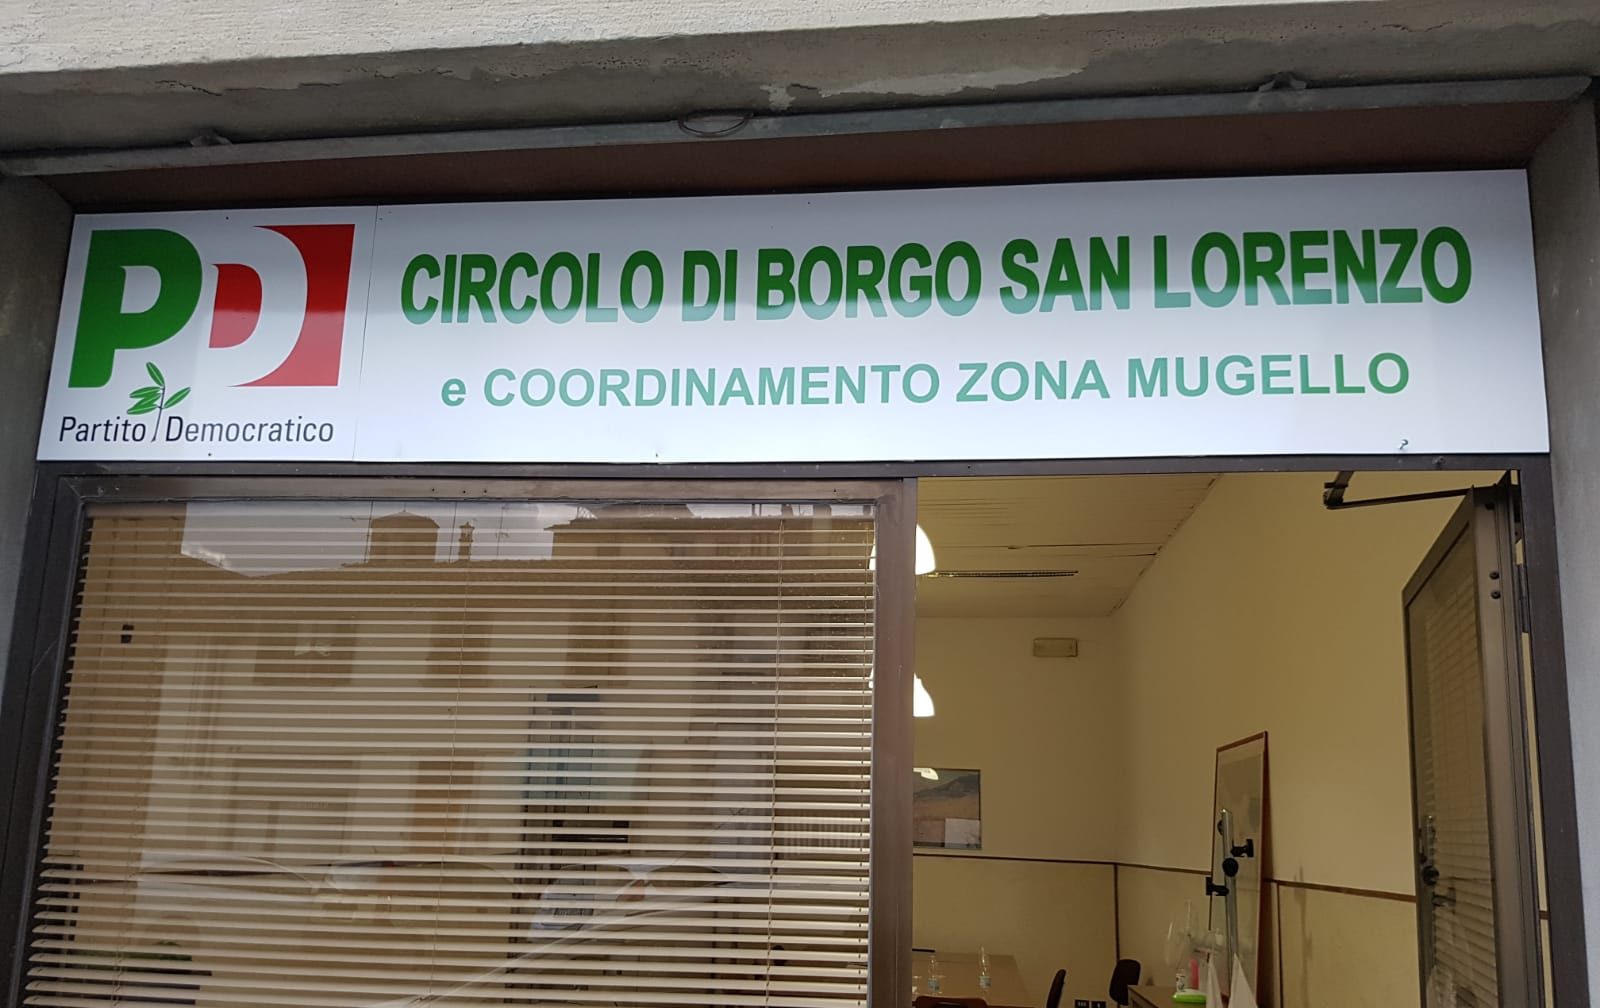 PD
Partito Democratico
CIRCOLO DI BORGO SAN LORENZO
e COORDINAMENTO ZONA MUGELLO